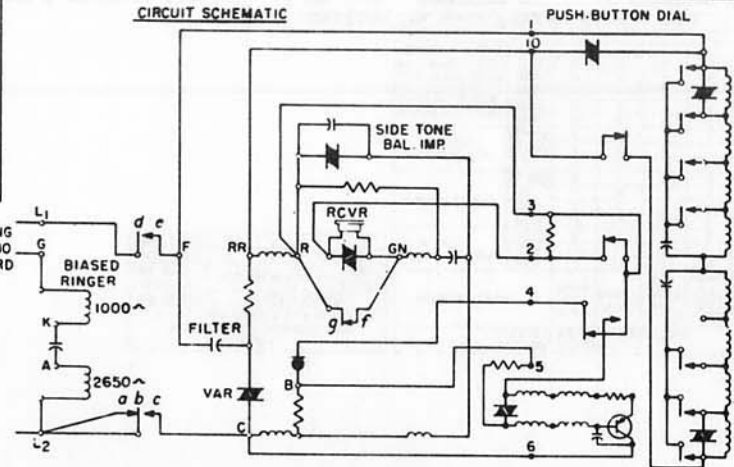 CIRCUIT SCHEMATIC
PUSH-BUTTON DIAL
1
10
SIDE TONE
BAL. IMP.
L1
d e
F
RR
R
RCVR
GN
3
2
G
BIASED
RINGER
1000~
K
FILTER
g f
4
A
2650~
VAR
B
5
a b c
L2
C
6